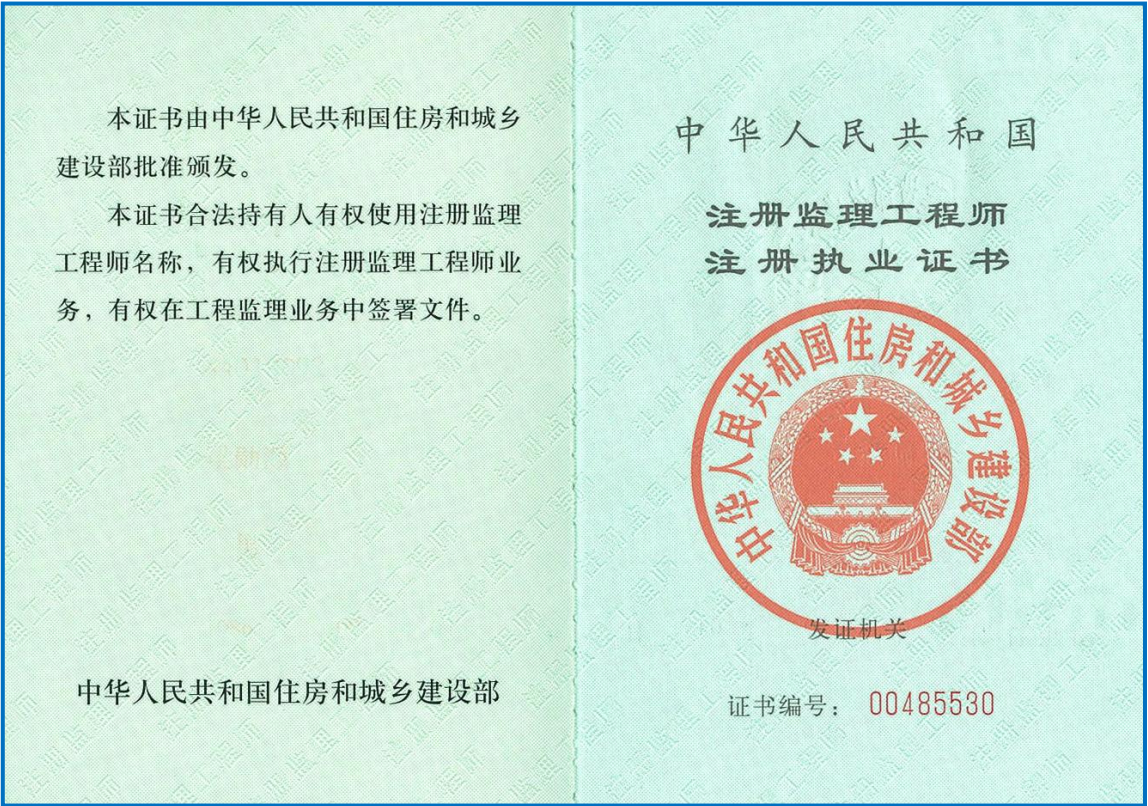 本证书由中华人民共和国住房和城乡
建设部批准颁发。
本证书合法持有人有权使用注册监理
工程师名称，有权执行注册监理工程师业
务，有权在工程监理业务中签署文件。
中华人民共和国住房和城乡建设部
中华人民共和国
注册监理工程师
注册执业证书
中华人民共和国住房和城乡建设部
发证机关
证书编号： 00485530